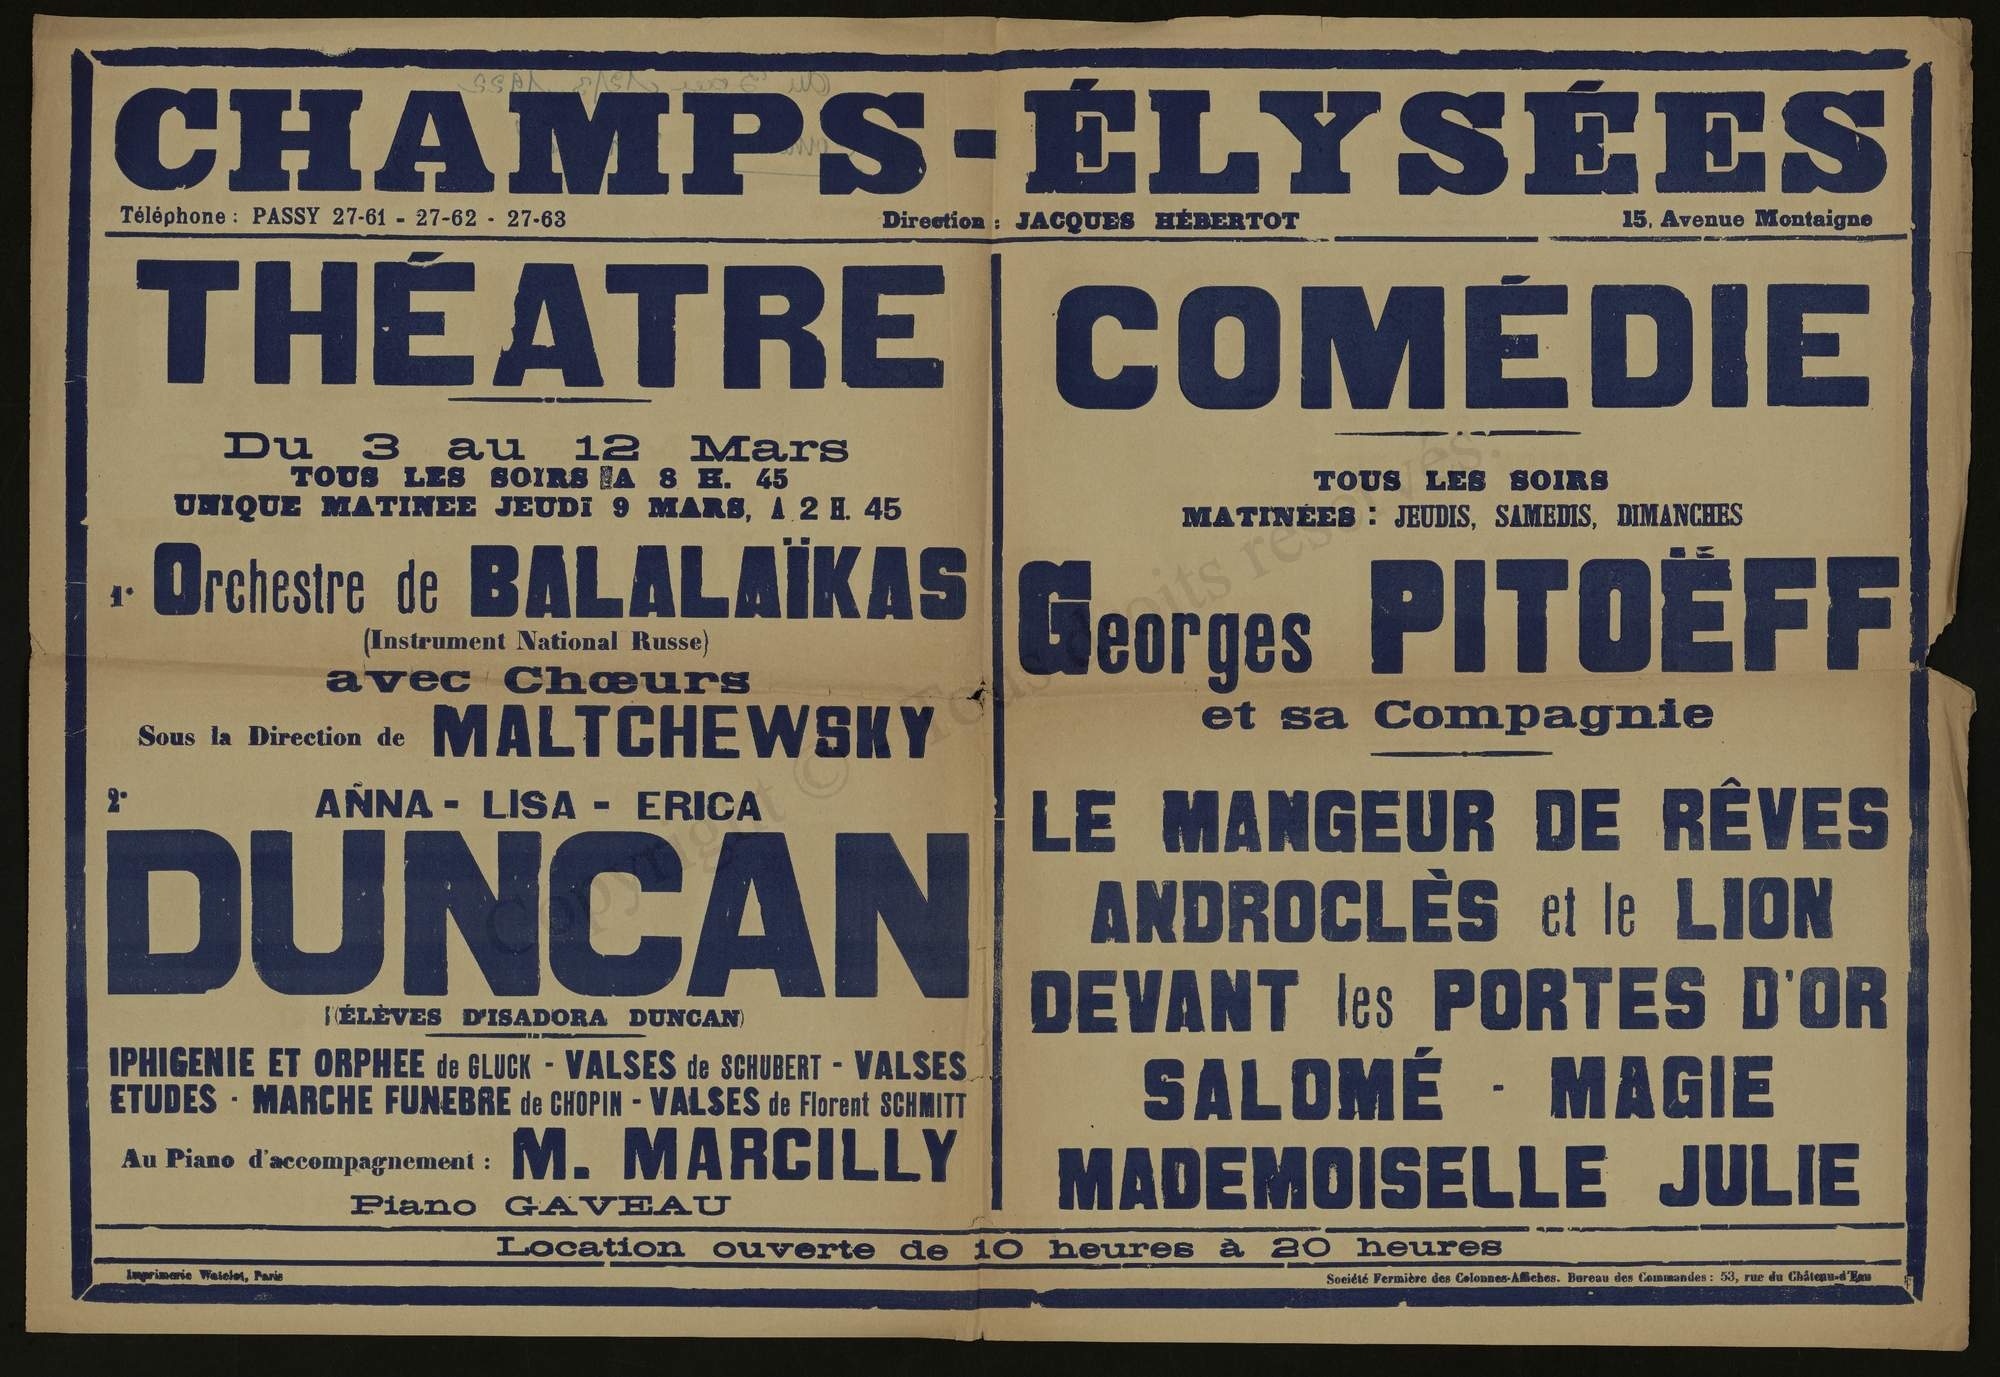 CHAMPS-ÉLYSÉES
Téléphone : PASSY 27-61 - 27-62 - 27-63
Direction : JACQUES HÉBERTOT
15, Avenue Montaigne
THÉATRE
Du 3 au 12 Mars
TOUS LES SOIRS A 8 H. 45
UNIQUE MATINEE JEUDI 9 MARS, A 2 H. 45
1° Orchestre de BALALAÏKAS
(Instrument National Russe)
avec Chœurs
Sous la Direction de MALTCHEWSKY
2° ANNA - LISA - ERICA
DUNCAN
(ÉLÈVES D'ISADORA DUNCAN)
IPHIGENIE ET ORPHEE de GLUCK - VALSES de SCHUBERT - VALSES
ETUDES - MARCHE FUNEBRE de CHOPIN - VALSES de Florent SCHMITT
Au Piano d'accompagnement : M. MARCILLY
Piano GAVEAU
COMÉDIE
TOUS LES SOIRS
MATINÉES : JEUDIS, SAMEDIS, DIMANCHES
Georges PITOËFF
et sa Compagnie
LE MANGEUR DE RÊVES
ANDROCLÈS et le LION
DEVANT les PORTES D'OR
SALOMÉ - MAGIE
MADEMOISELLE JULIE
Location ouverte de 10 heures à 20 heures
Imprimerie Watelot, Paris
Société Fermière des Colonnes-Affiches. Bureau des Commandes : 53, rue du Château-d'Eau
Copyright © Tous droits réservés.